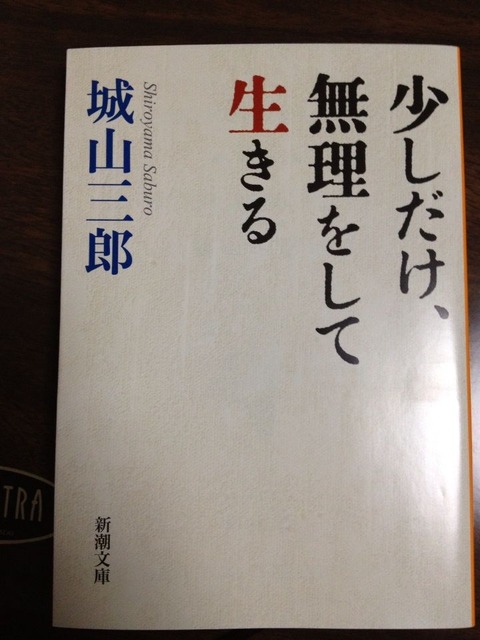 少しだけ、
無理をして
生きる
Shiroyama Saburo
城山三郎
新潮文庫
TRA